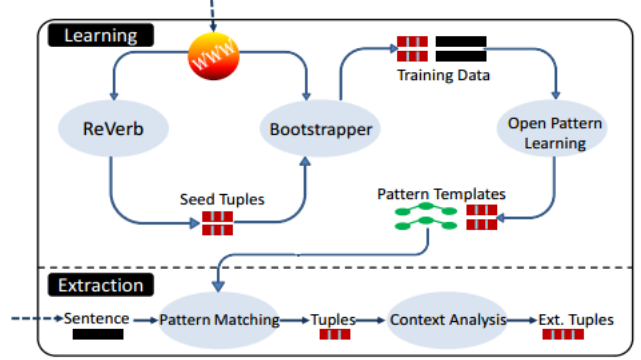 Learning
WWW
Training Data
ReVerb
Bootstrapper
Open Pattern
Learning
Seed Tuples
Pattern Templates
Extraction
Sentence
Pattern Matching
Tuples
Context Analysis
Ext. Tuples